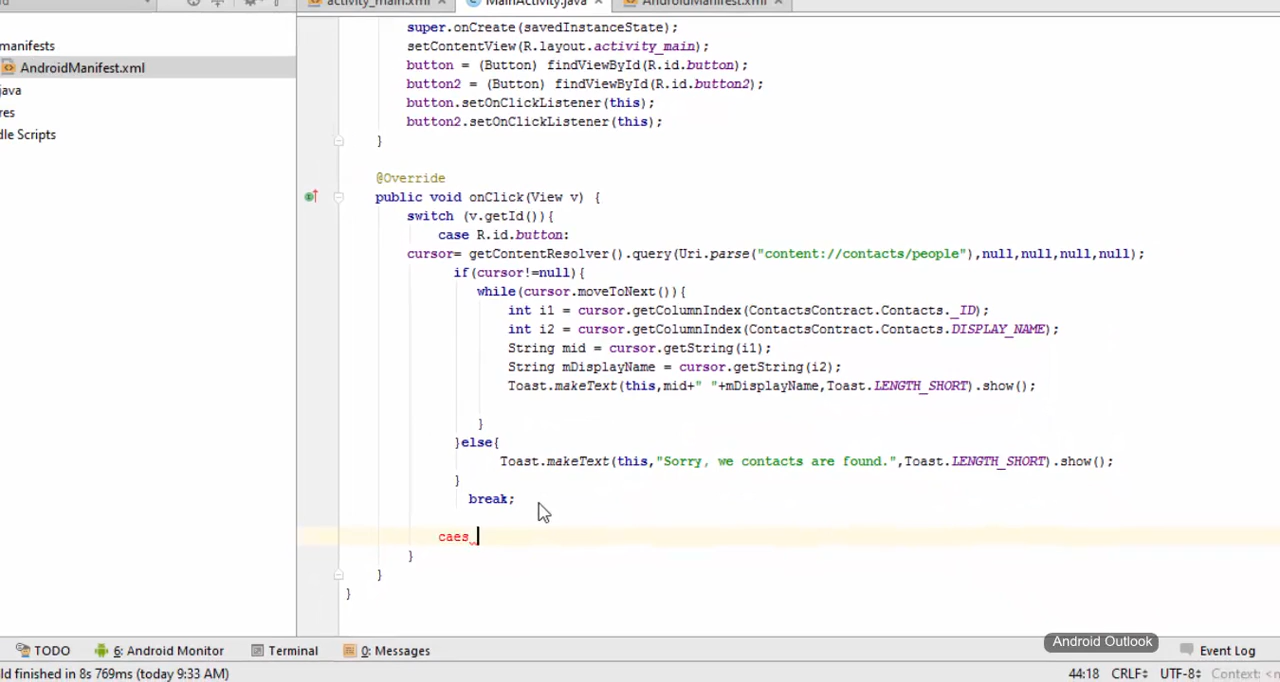 activity_main.xml MainActivity.java AndroidManifest.xml
manifests
AndroidManifest.xml
java
res
dle Scripts
super.onCreate(savedInstanceState);
setContentView(R.layout.activity_main);
button = (Button) findViewById(R.id.button);
button2 = (Button) findViewById(R.id.button2);
button.setOnClickListener(this);
button2.setOnClickListener(this);
}
@Override
public void onClick(View v) {
switch (v.getId()){
case R.id.button:
cursor= getContentResolver().query(Uri.parse("content://contacts/people"),null,null,null,null);
if(cursor!=null){
while(cursor.moveToNext()){
int i1 = cursor.getColumnIndex(ContactsContract.Contacts._ID);
int i2 = cursor.getColumnIndex(ContactsContract.Contacts.DISPLAY_NAME);
String mid = cursor.getString(i1);
String mDisplayName = cursor.getString(i2);
Toast.makeText(this,mid+" "+mDisplayName,Toast.LENGTH_SHORT).show();
}
}else{
Toast.makeText(this,"Sorry, we contacts are found.",Toast.LENGTH_SHORT).show();
}
break;
caes
}
}
}
TODO 6: Android Monitor Terminal 0: Messages Android Outlook Event Log
ld finished in 8s 769ms (today 9:33 AM) 44:18 CRLF UTF-8 Context: <n